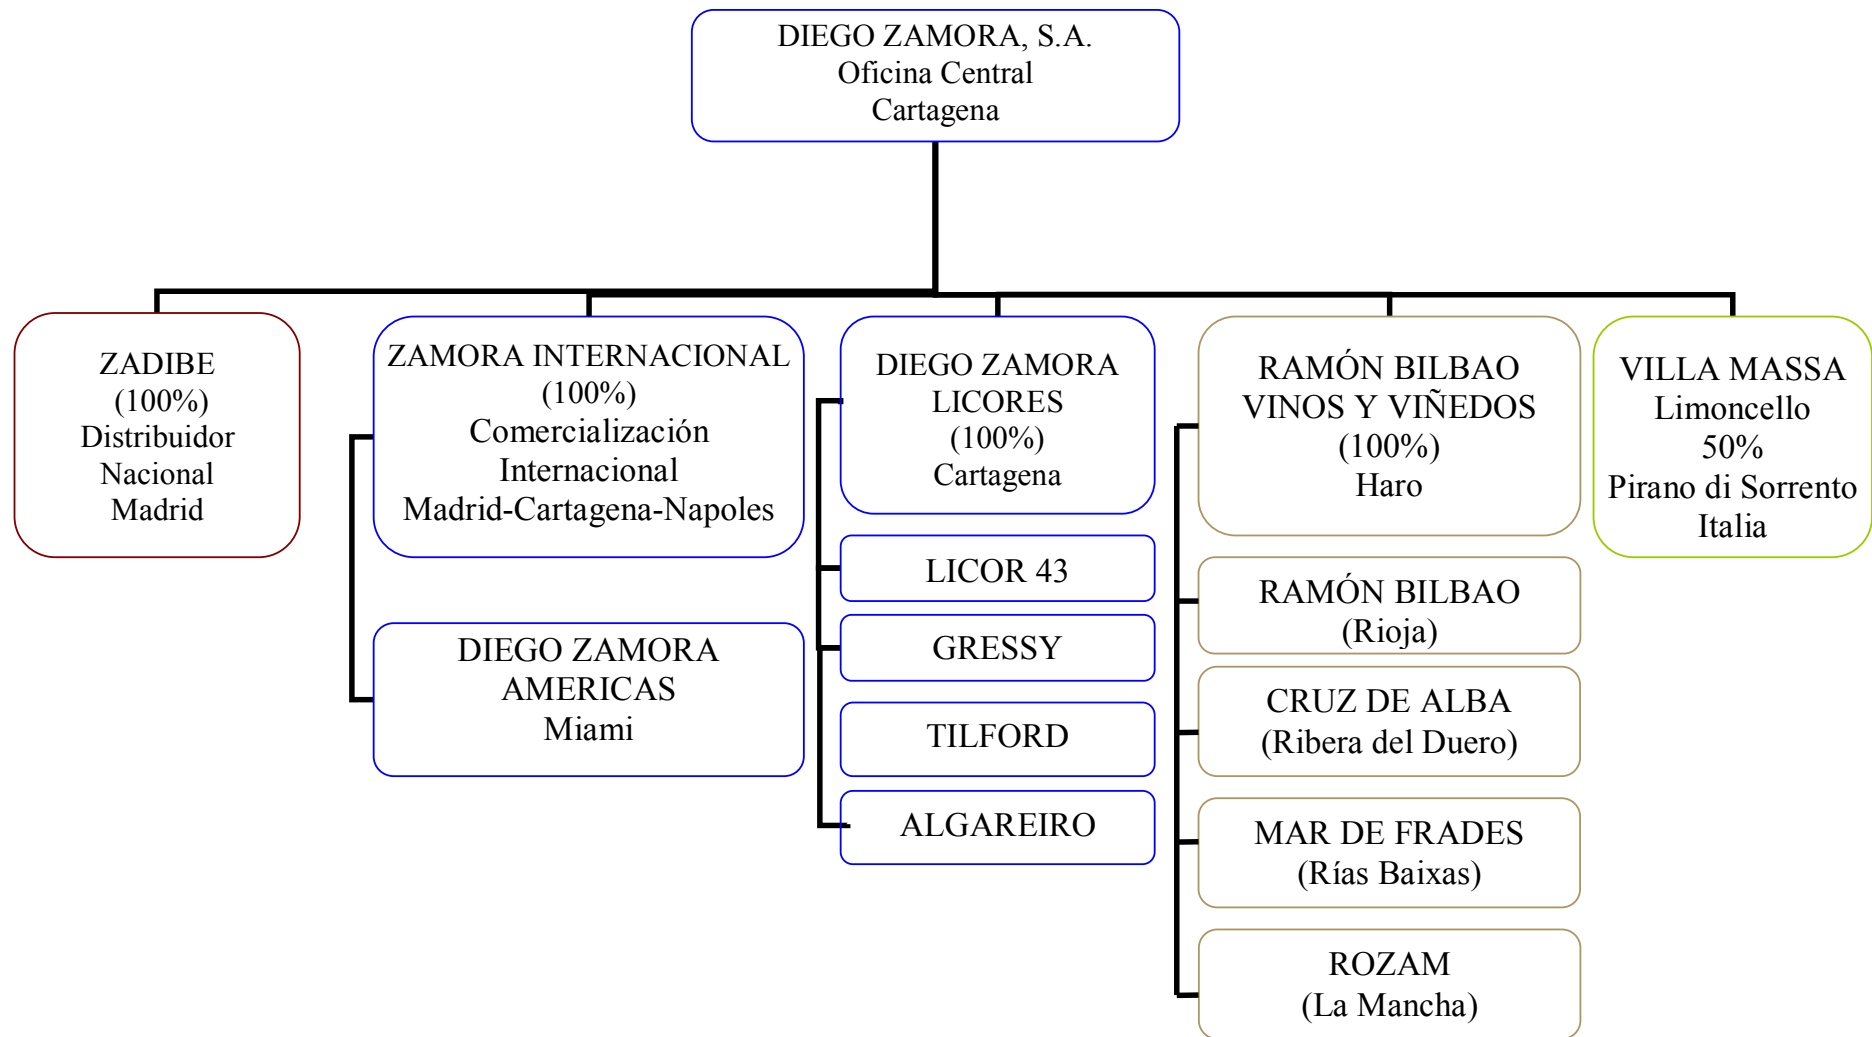 DIEGO ZAMORA, S.A.
Oficina Central
Cartagena
ZADIBE
(100%)
Distribuidor
Nacional
Madrid
ZAMORA INTERNACIONAL
(100%)
Comercialización
Internacional
Madrid-Cartagena-Napoles
DIEGO ZAMORA
AMERICAS
Miami
DIEGO ZAMORA
LICORES
(100%)
Cartagena
LICOR 43
GRESSY
TILFORD
ALGAREIRO
RAMÓN BILBAO
VINOS Y VIÑEDOS
(100%)
Haro
RAMÓN BILBAO
(Rioja)
CRUZ DE ALBA
(Ribera del Duero)
MAR DE FRADES
(Rías Baixas)
ROZAM
(La Mancha)
VILLA MASSA
Limoncello
50%
Pirano di Sorrento
Italia